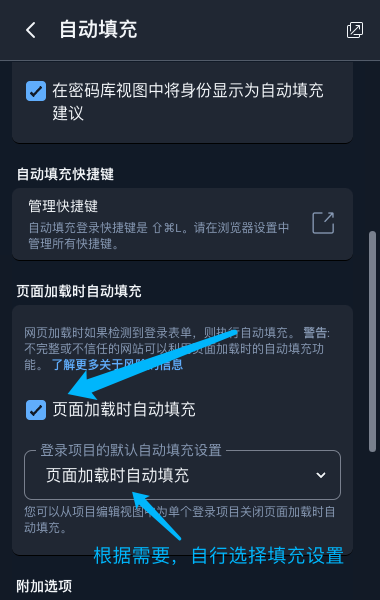 自动填充
在密码库视图中将身份显示为自动填充
建议
自动填充快捷键
管理快捷键
自动填充登录快捷键是 ⇧⌘L。请在浏览器设置中
管理所有快捷键。
页面加载时自动填充
网页加载时如果检测到登录表单，则执行自动填充。 警告:
不完整或不信任的网站可以利用页面加载时的自动填充功
能。 了解更多关于风险的信息
页面加载时自动填充
登录项目的默认自动填充设置
页面加载时自动填充
您可以从项目编辑视图中为单个登录项目关闭页面加载时自
动填充。
根据需要，自行选择填充设置
附加选项